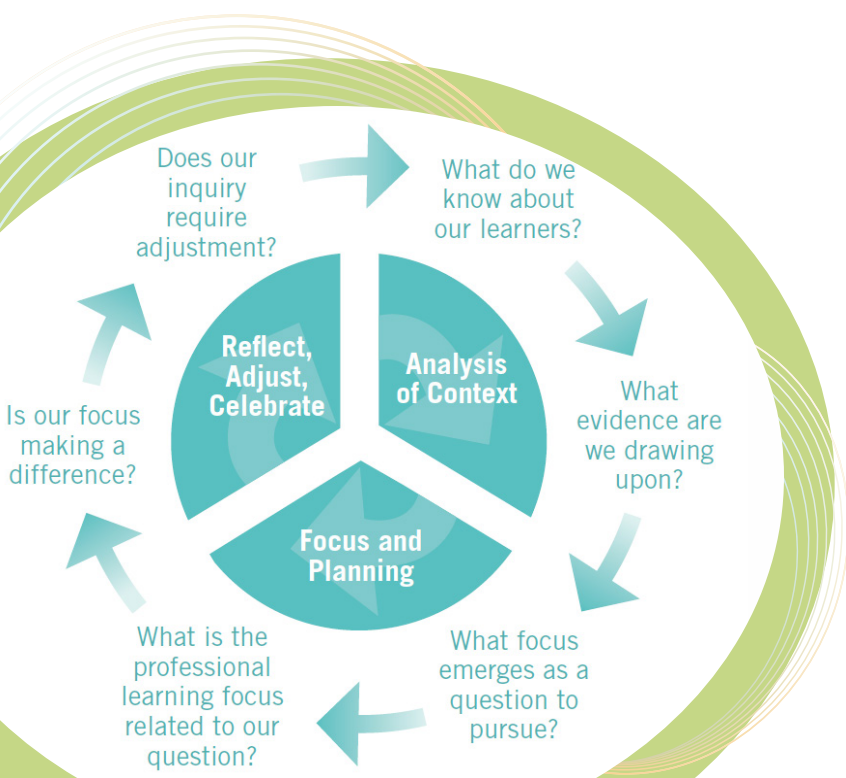 Does our
inquiry
require
adjustment?
What do we
know about
our learners?
What
evidence are
we drawing
upon?
What focus
emerges as a
question to
pursue?
What is the
professional
learning focus
related to our
question?
Is our focus
making a
difference?
Reflect,
Adjust,
Celebrate
Analysis
of Context
Focus and
Planning